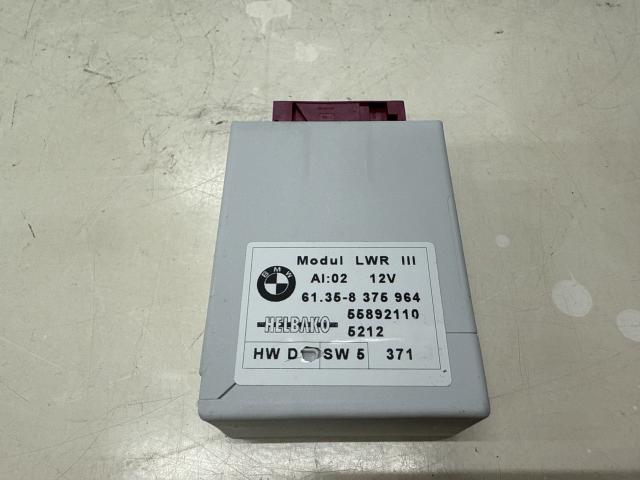 Modul LWR III
BMW
AI:02 12V
61.35-8 375 964
55892110
HELBAKO
5212
HW D SW 5 371